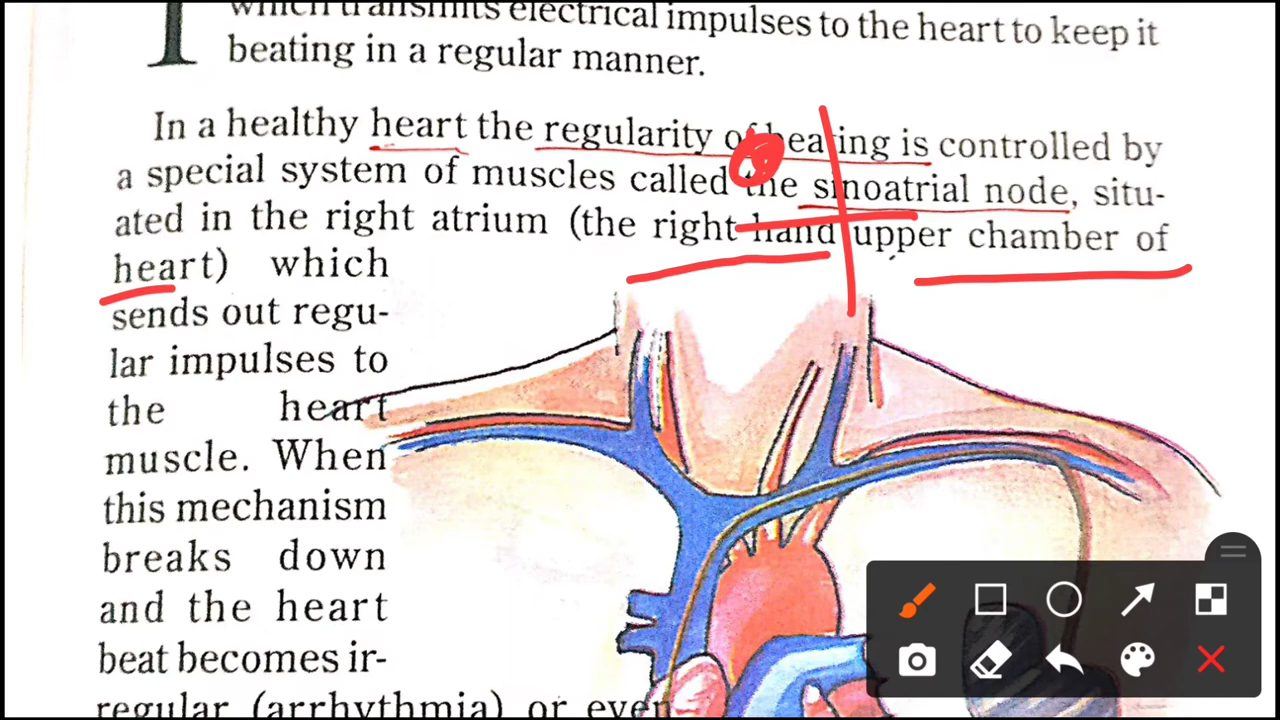 which transmits electrical impulses to the heart to keep it
beating in a regular manner.
In a healthy heart the regularity of beating is controlled by
a special system of muscles called the sinoatrial node, situ-
ated in the right atrium (the right hand upper chamber of
heart) which
sends out regu-
lar impulses to
the heart
muscle. When
this mechanism
breaks down
and the heart
beat becomes ir-
regular (arrhythmia) or even